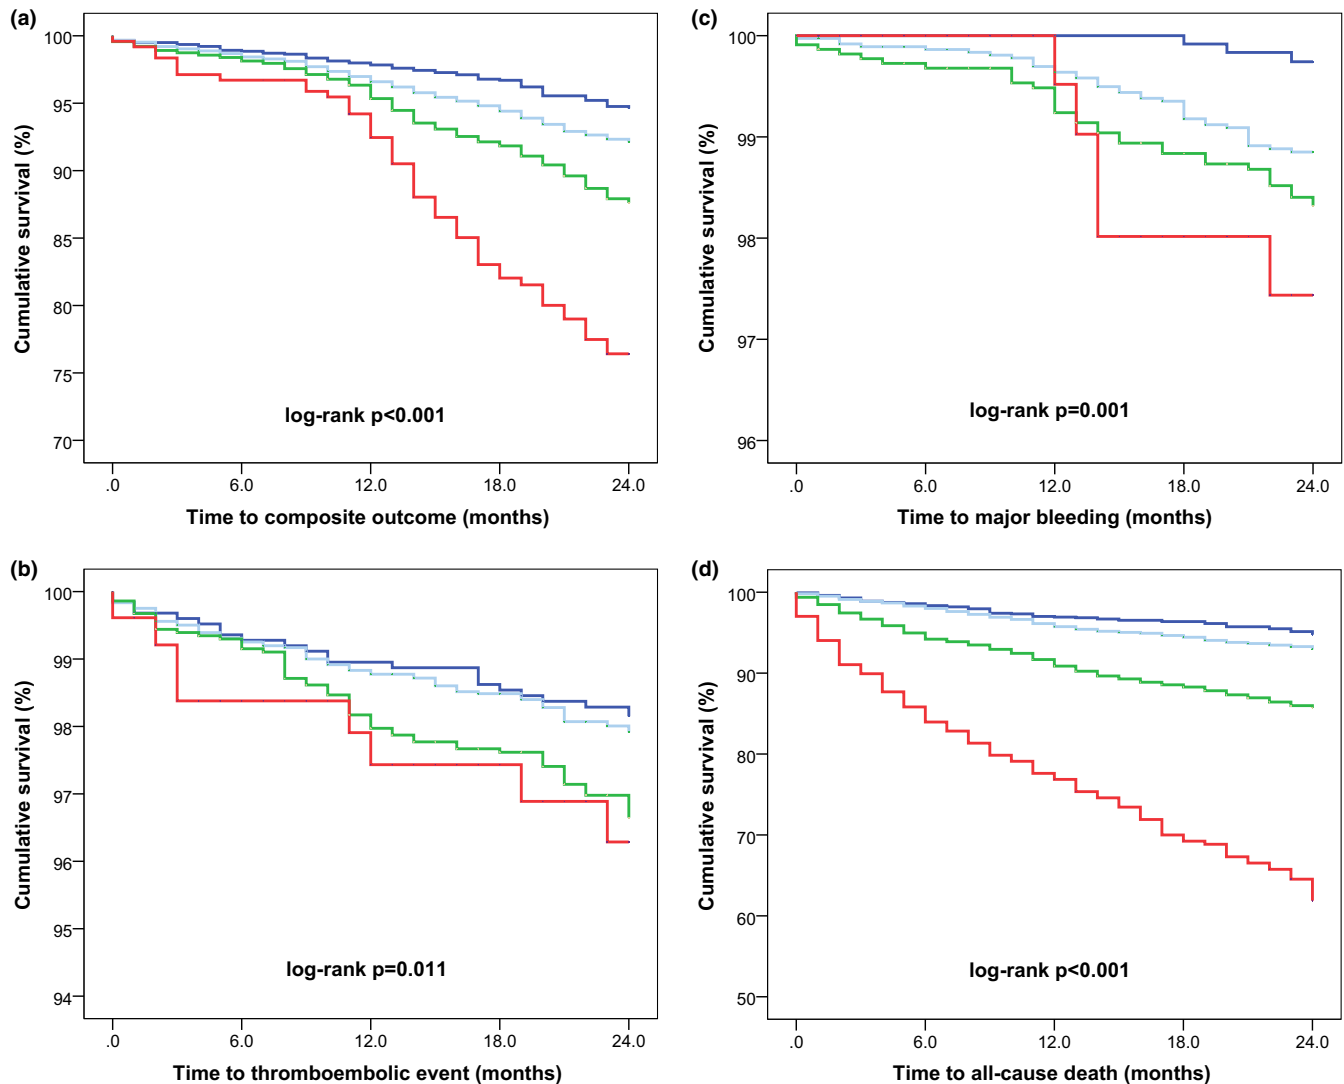 (a)
Cumulative survival (%)
100
95
90
85
80
75
70
log-rank p<0.001
.0 6.0 12.0 18.0 24.0
Time to composite outcome (months)
(c)
Cumulative survival (%)
100
99
98
97
96
log-rank p=0.001
.0 6.0 12.0 18.0 24.0
Time to major bleeding (months)
(b)
Cumulative survival (%)
100
99
98
97
96
95
94
log-rank p=0.011
.0 6.0 12.0 18.0 24.0
Time to thromboembolic event (months)
(d)
Cumulative survival (%)
100
90
80
70
60
50
log-rank p<0.001
.0 6.0 12.0 18.0 24.0
Time to all-cause death (months)